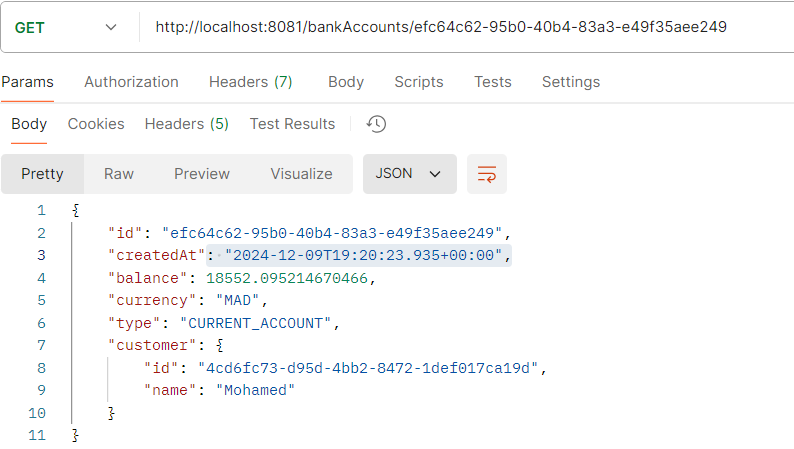 GET http://localhost:8081/bankAccounts/efc64c62-95b0-40b4-83a3-e49f35aee249
Params Authorization Headers (7) Body Scripts Tests Settings
Body Cookies Headers (5) Test Results
Pretty Raw Preview Visualize JSON
1 {
2 "id": "efc64c62-95b0-40b4-83a3-e49f35aee249",
3 "createdAt": "2024-12-09T19:20:23.935+00:00",
4 "balance": 18552.095214670466,
5 "currency": "MAD",
6 "type": "CURRENT_ACCOUNT",
7 "customer": {
8 "id": "4cd6fc73-d95d-4bb2-8472-1def017ca19d",
9 "name": "Mohamed"
10 }
11 }